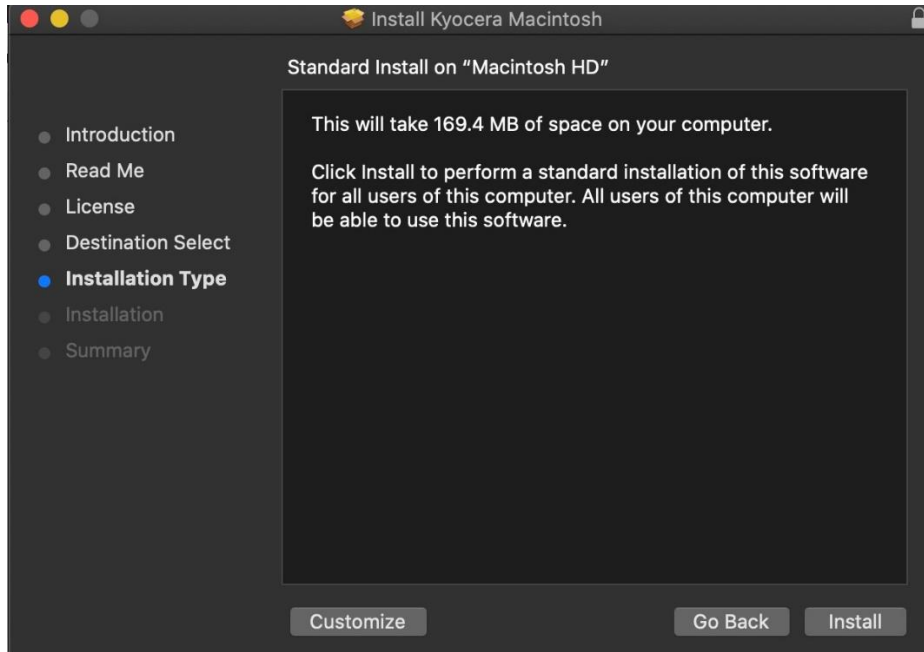 Install Kyocera Macintosh
Standard Install on “Macintosh HD”
Introduction
Read Me
License
Destination Select
Installation Type
Installation
Summary
This will take 169.4 MB of space on your computer.
Click Install to perform a standard installation of this software
for all users of this computer. All users of this computer will
be able to use this software.
Customize
Go Back
Install